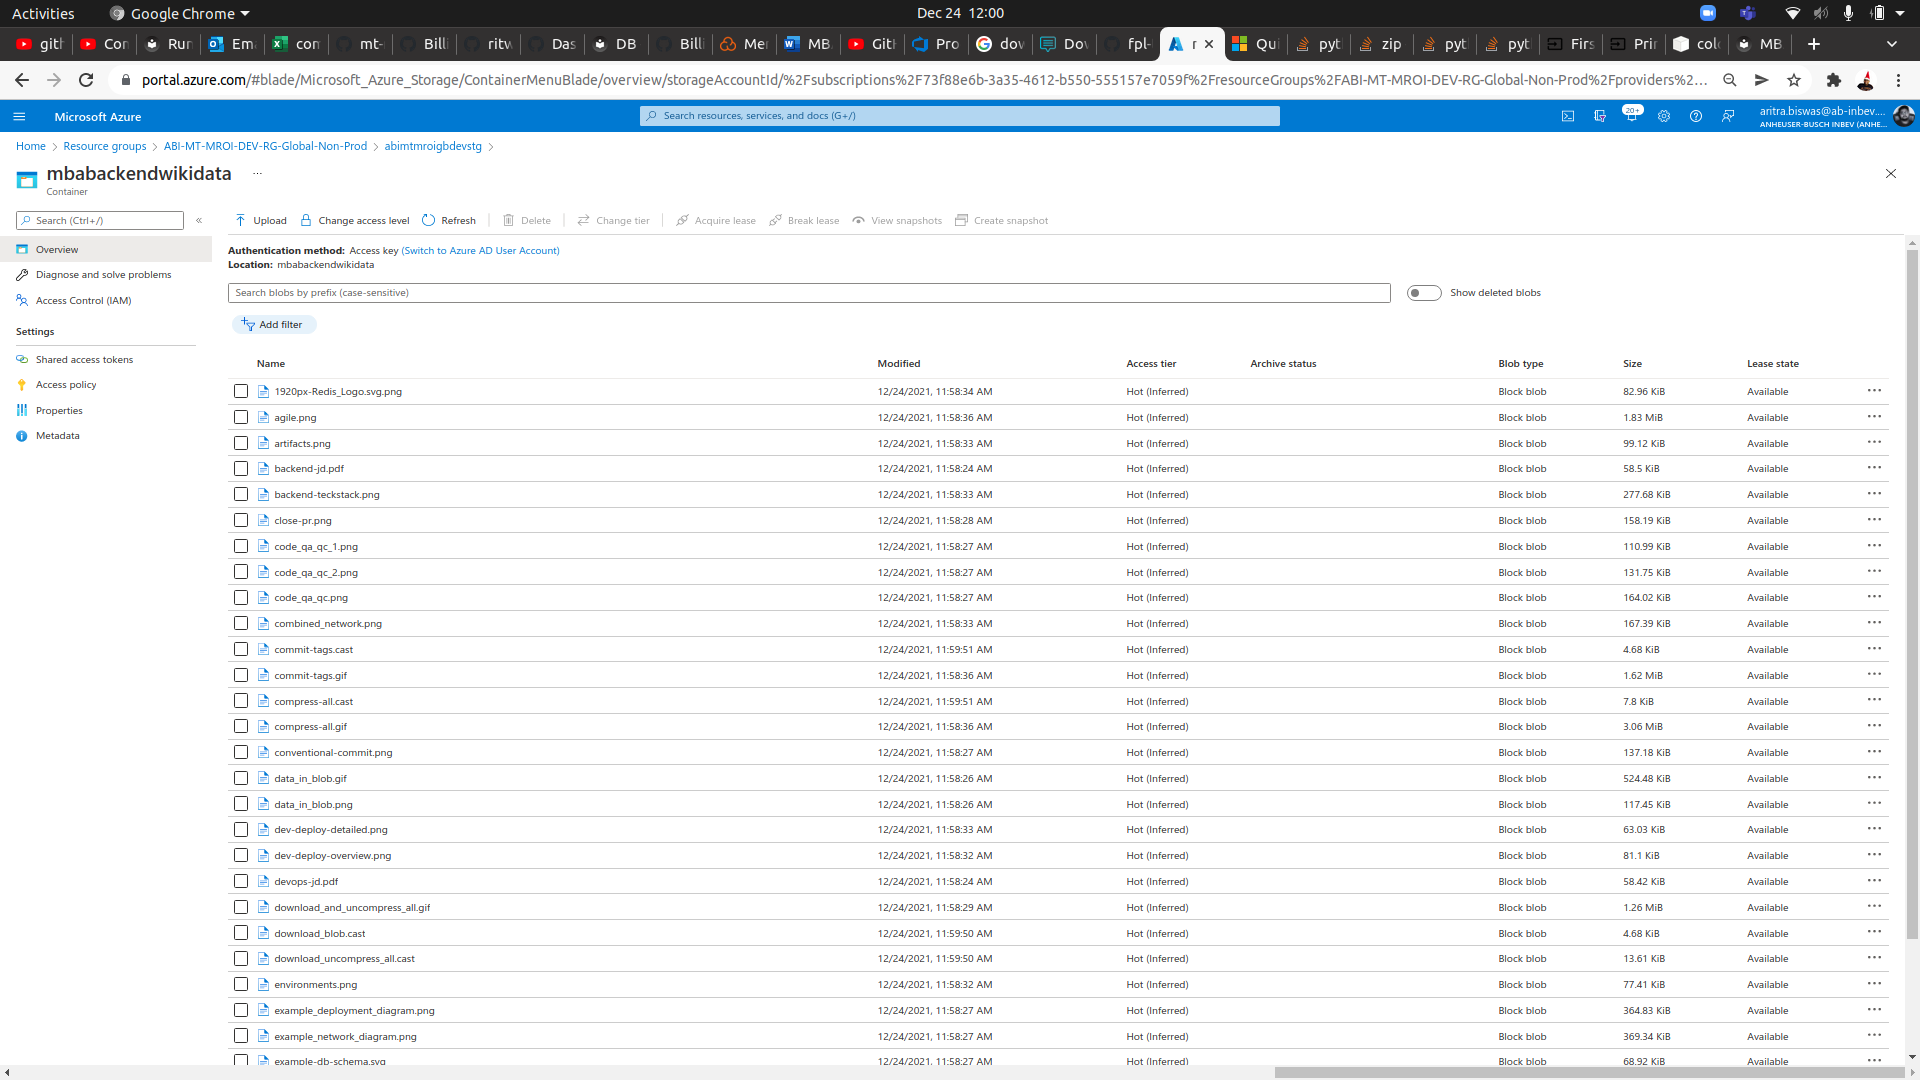 Activities Google Chrome Dec 24 12:00
gith Con Run Em con mt- Billi ritw Das DB Billi Mer MB Gith Pro dov Dov fpl- Qui pyt zip pyt pyt Firs Prin cold MB
portal.azure.com/#blade/Microsoft_Azure_Storage/ContainerMenuBlade/overview/storageAccountId/%2Fsubscriptions%2F73f88e6b-3a35-4612-b550-555157e7059f%2FresourceGroups%2FABI-MT-MROI-DEV-RG-Global-Non-Prod%2Fproviders%2...
Microsoft Azure Search resources, services, and docs (G+/) 20+ aritra.biswas@ab-inbev....
ANHEUSER-BUSCH INBEV (ANHE...
Home > Resource groups > ABI-MT-MROI-DEV-RG-Global-Non-Prod > abimtmroigbdevstg >
mbabackendwikidata ...
Container
Search (Ctrl+/) «
Overview
Diagnose and solve problems
Access Control (IAM)
Settings
Shared access tokens
Access policy
Properties
Metadata
Upload Change access level Refresh Delete Change tier Acquire lease Break lease View snapshots Create snapshot
Authentication method: Access key (Switch to Azure AD User Account)
Location: mbabackendwikidata
Search blobs by prefix (case-sensitive) Show deleted blobs
Add filter
Name Modified Access tier Archive status Blob type Size Lease state
1920px-Redis_Logo.svg.png 12/24/2021, 11:58:34 AM Hot (Inferred) Block blob 82.96 KiB Available ...
agile.png 12/24/2021, 11:58:36 AM Hot (Inferred) Block blob 1.83 MiB Available ...
artifacts.png 12/24/2021, 11:58:33 AM Hot (Inferred) Block blob 99.12 KiB Available ...
backend-jd.pdf 12/24/2021, 11:58:24 AM Hot (Inferred) Block blob 58.5 KiB Available ...
backend-teckstack.png 12/24/2021, 11:58:33 AM Hot (Inferred) Block blob 277.68 KiB Available ...
close-pr.png 12/24/2021, 11:58:28 AM Hot (Inferred) Block blob 158.19 KiB Available ...
code_qa_qc_1.png 12/24/2021, 11:58:27 AM Hot (Inferred) Block blob 110.99 KiB Available ...
code_qa_qc_2.png 12/24/2021, 11:58:27 AM Hot (Inferred) Block blob 131.75 KiB Available ...
code_qa_qc.png 12/24/2021, 11:58:27 AM Hot (Inferred) Block blob 164.02 KiB Available ...
combined_network.png 12/24/2021, 11:58:33 AM Hot (Inferred) Block blob 167.39 KiB Available ...
commit-tags.cast 12/24/2021, 11:59:51 AM Hot (Inferred) Block blob 4.68 KiB Available ...
commit-tags.gif 12/24/2021, 11:58:36 AM Hot (Inferred) Block blob 1.62 MiB Available ...
compress-all.cast 12/24/2021, 11:59:51 AM Hot (Inferred) Block blob 7.8 KiB Available ...
compress-all.gif 12/24/2021, 11:58:36 AM Hot (Inferred) Block blob 3.06 MiB Available ...
conventional-commit.png 12/24/2021, 11:58:27 AM Hot (Inferred) Block blob 137.18 KiB Available ...
data_in_blob.gif 12/24/2021, 11:58:26 AM Hot (Inferred) Block blob 524.48 KiB Available ...
data_in_blob.png 12/24/2021, 11:58:26 AM Hot (Inferred) Block blob 117.45 KiB Available ...
dev-deploy-detailed.png 12/24/2021, 11:58:33 AM Hot (Inferred) Block blob 63.03 KiB Available ...
dev-deploy-overview.png 12/24/2021, 11:58:32 AM Hot (Inferred) Block blob 81.1 KiB Available ...
devops-jd.pdf 12/24/2021, 11:58:24 AM Hot (Inferred) Block blob 58.42 KiB Available ...
download_and_uncompress_all.gif 12/24/2021, 11:58:29 AM Hot (Inferred) Block blob 1.26 MiB Available ...
download_blob.cast 12/24/2021, 11:59:50 AM Hot (Inferred) Block blob 4.68 KiB Available ...
download_uncompress_all.cast 12/24/2021, 11:59:50 AM Hot (Inferred) Block blob 13.61 KiB Available ...
environments.png 12/24/2021, 11:58:32 AM Hot (Inferred) Block blob 77.41 KiB Available ...
example_deployment_diagram.png 12/24/2021, 11:58:27 AM Hot (Inferred) Block blob 364.83 KiB Available ...
example_network_diagram.png 12/24/2021, 11:58:27 AM Hot (Inferred) Block blob 369.34 KiB Available ...
example-db-schema.svg 12/24/2021, 11:58:27 AM Hot (Inferred) Block blob 68.92 KiB Available ...